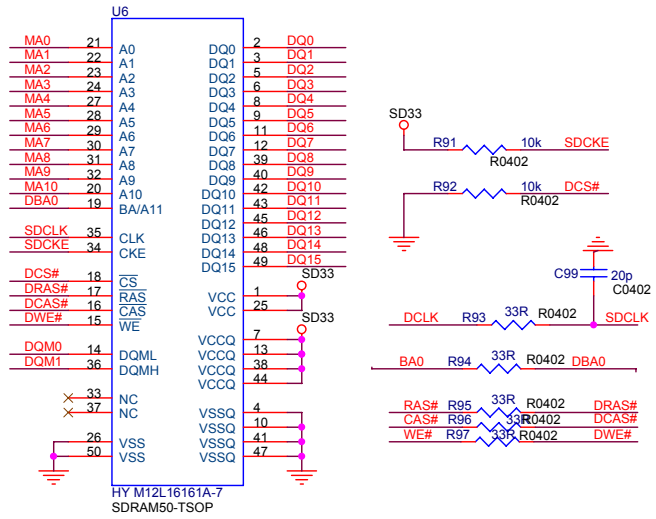 U6
MA0 21 A0 DQ0 2 DQ0
MA1 22 A1 DQ1 3 DQ1
MA2 23 A2 DQ2 5 DQ2
MA3 24 A3 DQ3 6 DQ3
MA4 27 A4 DQ4 8 DQ4
MA5 28 A5 DQ5 9 DQ5
MA6 29 A6 DQ6 11 DQ6
MA7 30 A7 DQ7 12 DQ7
MA8 31 A8 DQ8 39 DQ8
MA9 32 A9 DQ9 40 DQ9
MA10 20 A10 DQ10 42 DQ10
DBA0 19 BA/A11 DQ11 43 DQ11
DQ12 45 DQ12
SDCLK 35 CLK DQ13 46 DQ13
SDCKE 34 CKE DQ14 48 DQ14
DQ15 49 DQ15
DCS# 18 CS SD33
DRAS# 17 RAS VCC 1
DCAS# 16 CAS VCC 25
DWE# 15 WE SD33
VCCQ 7
DQM0 14 DQML VCCQ 13
DQM1 36 DQMH VCCQ 38
VCCQ 44
33 NC
37 NC VSSQ 4
VSSQ 10
26 VSS VSSQ 41
50 VSS VSSQ 47
HY M12L16161A-7
SDRAM50-TSOP
SD33
R91 10k SDCKE
R0402
R92 10k DCS#
R0402
C99 20p
C0402
DCLK R93 33R R0402 SDCLK
BA0 R94 33R R0402 DBA0
RAS# R95 33R R0402 DRAS#
CAS# R96 33R R0402 DCAS#
WE# R97 33R R0402 DWE#